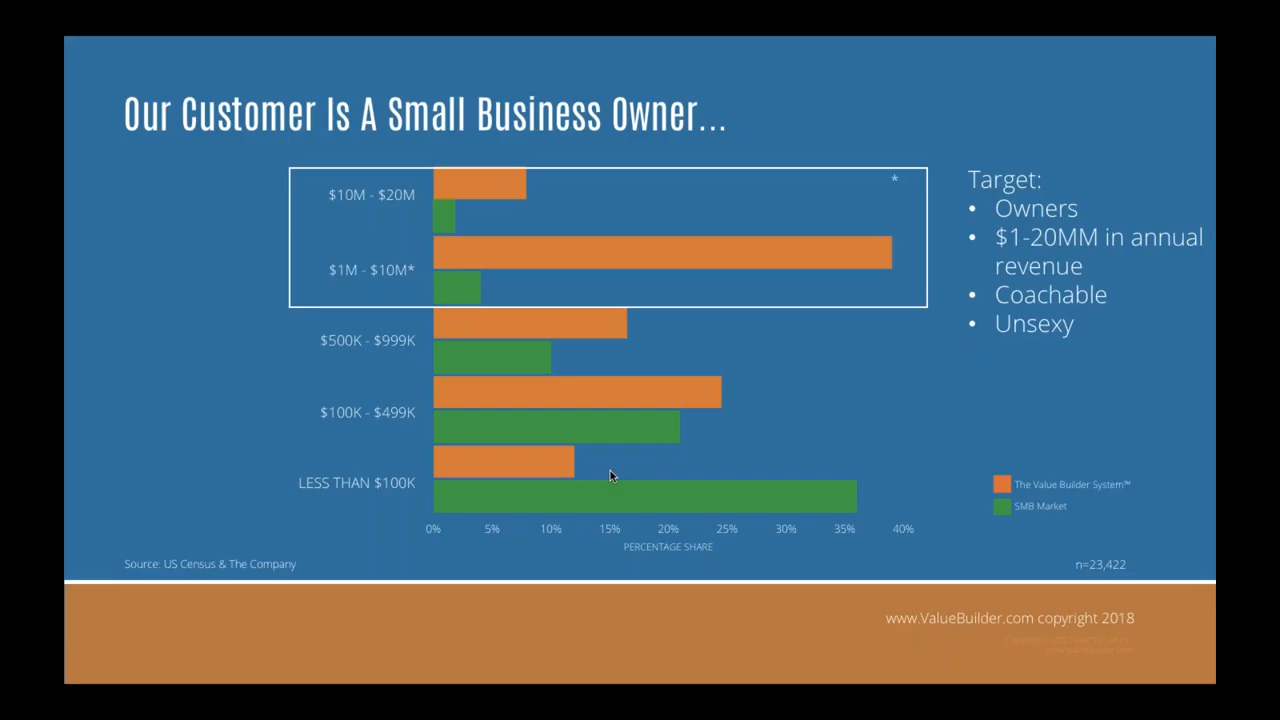 Our Customer Is A Small Business Owner...
*
$10M - $20M
$1M - $10M*
$500K - $999K
$100K - $499K
LESS THAN $100K
0% 5% 10% 15% 20% 25% 30% 35% 40%
PERCENTAGE SHARE
Target:
• Owners
• $1-20MM in annual
revenue
• Coachable
• Unsexy
The Value Builder System™
SMB Market
Source: US Census & The Company
n=23,422
www.ValueBuilder.com copyright 2018